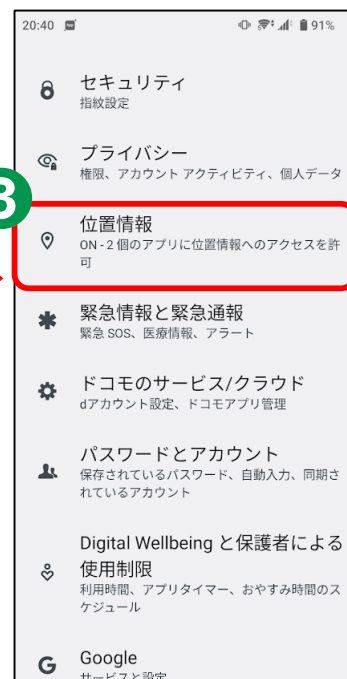 20:40 91%
セキュリティ
指紋設定
プライバシー
権限、アカウント アクティビティ、個人データ
3
位置情報
ON - 2 個のアプリに位置情報へのアクセスを許
可
緊急情報と緊急通報
緊急 SOS、医療情報、アラート
ドコモのサービス/クラウド
dアカウント設定、ドコモアプリ管理
パスワードとアカウント
保存されているパスワード、自動入力、同期さ
れているアカウント
Digital Wellbeing と保護者による
使用制限
利用時間、アプリタイマー、おやすみ時間のス
ケジュール
Google
サービスと設定